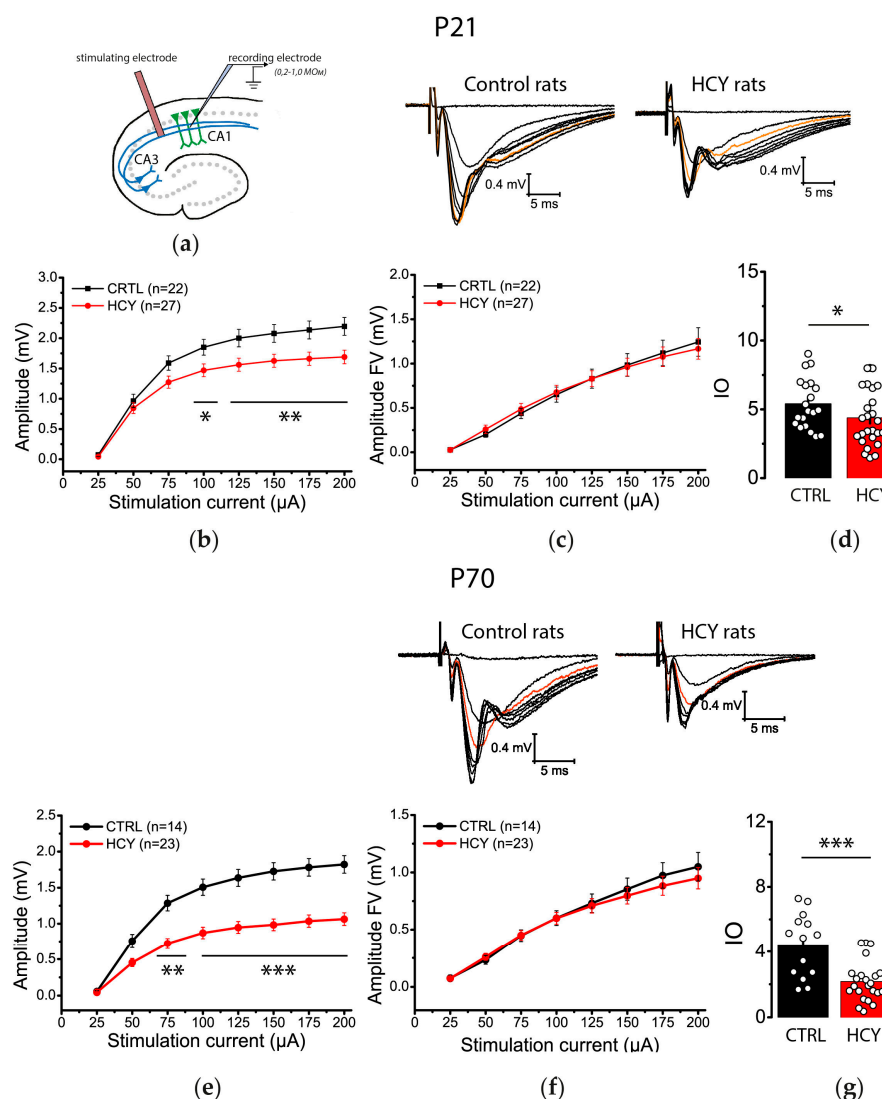 P21
stimulating electrode
recording electrode
(0,2-1,0 МОм)
CA1
CA3
(a)
Control rats
HCY rats
0.4 mV
5 ms
0.4 mV
5 ms
3.0
2.5
2.0
1.5
1.0
0.5
0.0
Amplitude (mV)
CRTL (n=22)
HCY (n=27)
*
**
0 25 50 75 100 125 150 175 200
Stimulation current (µA)
(b)
2.0
1.5
1.0
0.5
0.0
Amplitude FV (mV)
CRTL (n=22)
HCY (n=27)
0 25 50 75 100 125 150 175 200
Stimulation current (µA)
(c)
15
10
5
0
IO
*
CTRL
HCY
(d)
P70
Control rats
HCY rats
0.4 mV
5 ms
0.4 mV
5 ms
2.5
2.0
1.5
1.0
0.5
0.0
Amplitude (mV)
CTRL (n=14)
HCY (n=23)
**
***
0 25 50 75 100 125 150 175 200
Stimulation current (µA)
(e)
1.5
1.0
0.5
0.0
Amplitude FV (mV)
CTRL (n=14)
HCY (n=23)
0 25 50 75 100 125 150 175 200
Stimulation current (µA)
(f)
12
8
4
0
IO
***
CTRL
HCY
(g)